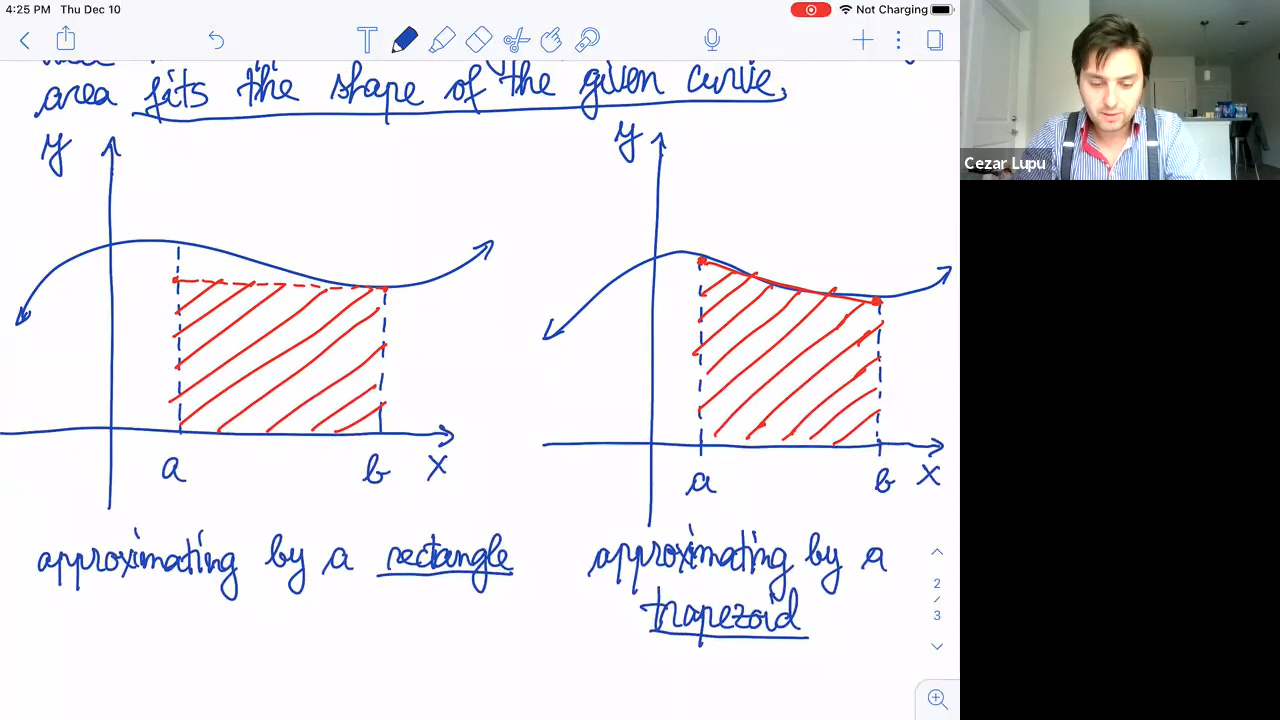 4:25 PM Thu Dec 10
Not Charging
area fits the shape of the given curve.
y
y
a
b
x
a
b
x
approximating by a rectangle
approximating by a
trapezoid
2
/
3
T
Cezar Lupu